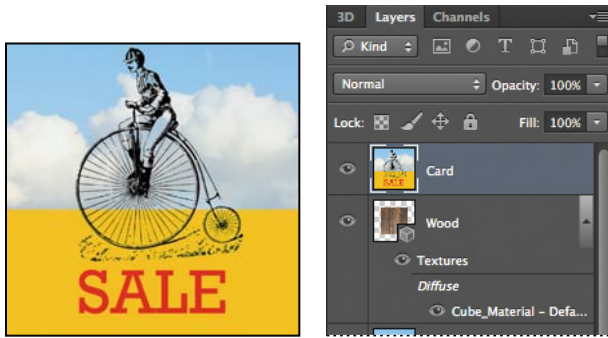 SALE
3D Layers Channels
Kind
Normal Opacity: 100%
Lock: Fill: 100%
Card
SALE
Wood
Textures
Diffuse
Cube_Material - Defa...